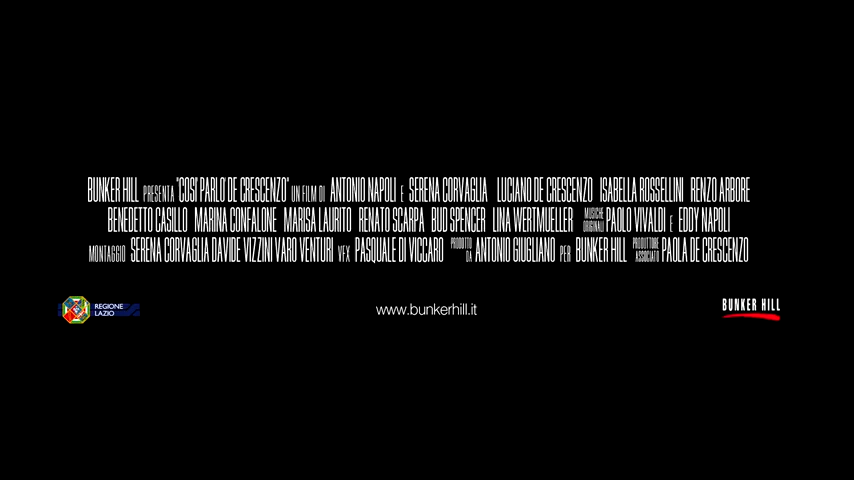 BUNKER HILL PRESENTA "COSI' PARLO' DE CRESCENZO" UN FILM DI ANTONIO NAPOLI E SERENA CORVAGLIA LUCIANO DE CRESCENZO ISABELLA ROSSELLINI RENZO ARBORE
BENEDETTO CASILLO MARINA CONFALONE MARISA LAURITO RENATO SCARPA BUD SPENCER LINA WERTMUELLER MUSICHE ORIGINALI PAOLO VIVALDI E EDDY NAPOLI
MONTAGGIO SERENA CORVAGLIA DAVIDE VIZZINI VARO VENTURI VFX PASQUALE DI VICCARO PRODOTTO DA ANTONIO GIUGLIANO PER BUNKER HILL PRODUTTORE ASSOCIATO PAOLA DE CRESCENZO
REGIONE
LAZIO
www.bunkerhill.it
BUNKER HILL